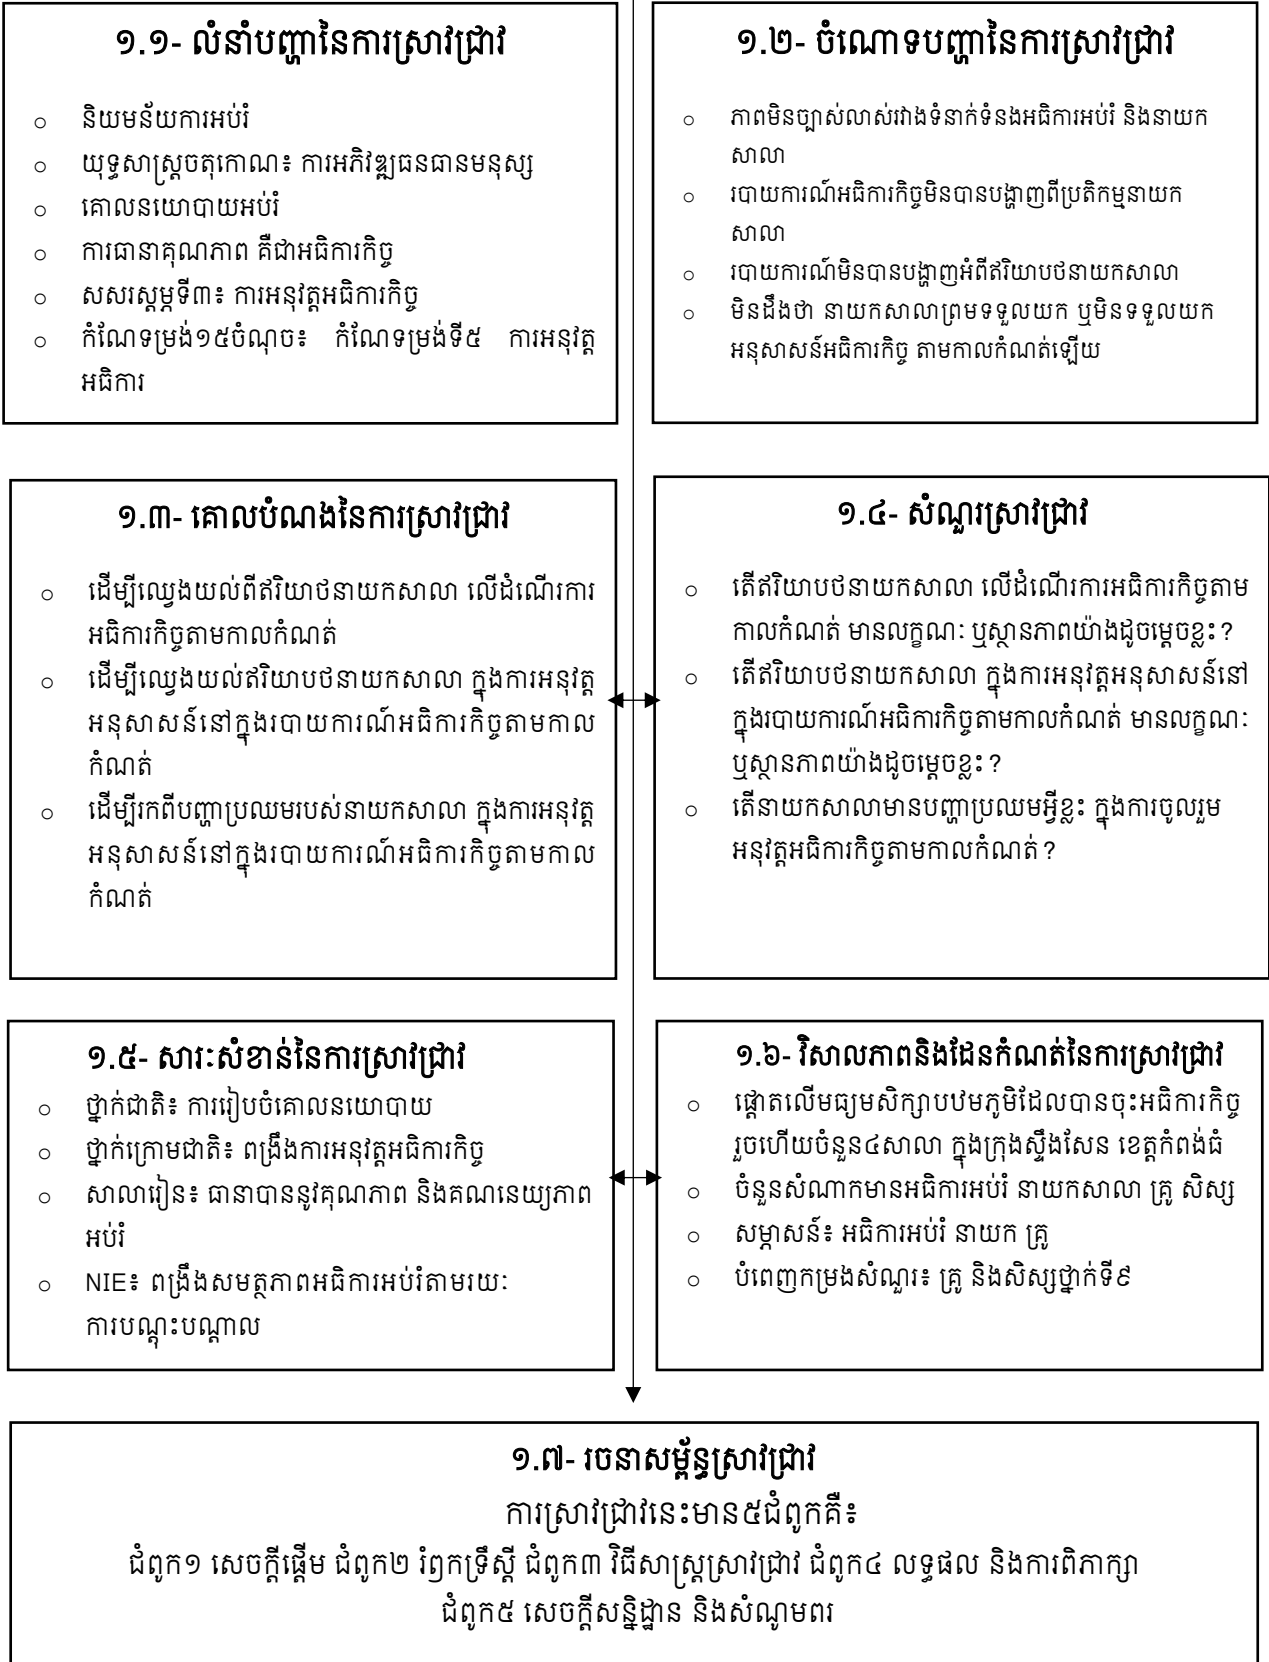 ១.១- លំនាំបញ្ហានៃការស្រាវជ្រាវ
○ និយមន័យការអប់រំ
○ យុទ្ធសាស្ត្រចតុកោណ៖ ការអភិវឌ្ឍធនធានមនុស្ស
○ គោលនយោបាយអប់រំ
○ ការធានាគុណភាព គឺជាអធិការកិច្ច
○ សសរស្តម្ភទី៣៖ ការអនុវត្តអធិការកិច្ច
○ កំណែទម្រង់១៥ចំណុច៖ កំណែទម្រង់ទី៥ ការអនុវត្ត
អធិការ
១.២- ចំណោទបញ្ហានៃការស្រាវជ្រាវ
○ ភាពមិនច្បាស់លាស់រវាងទំនាក់ទំនងអធិការអប់រំ និងនាយក
សាលា
○ របាយការណ៍អធិការកិច្ចមិនបានបង្ហាញពីប្រតិកម្មនាយក
សាលា
○ របាយការណ៍មិនបានបង្ហាញអំពីឥរិយាបថនាយកសាលា
○ មិនដឹងថា នាយកសាលាព្រមទទួលយក ឬមិនទទួលយក
អនុសាសន៍អធិការកិច្ច តាមកាលកំណត់ឡើយ
១.៣- គោលបំណងនៃការស្រាវជ្រាវ
○ ដើម្បីឈ្វេងយល់ពីឥរិយាថនាយកសាលា លើដំណើរការ
អធិការកិច្ចតាមកាលកំណត់
○ ដើម្បីឈ្វេងយល់ឥរិយាបថនាយកសាលា ក្នុងការអនុវត្ត
អនុសាសន៍នៅក្នុងរបាយការណ៍អធិការកិច្ចតាមកាល
កំណត់
○ ដើម្បីរកពីបញ្ហាប្រឈមរបស់នាយកសាលា ក្នុងការអនុវត្ត
អនុសាសន៍នៅក្នុងរបាយការណ៍អធិការកិច្ចតាមកាល
កំណត់
១.៤- សំណួរស្រាវជ្រាវ
○ តើឥរិយាបថនាយកសាលា លើដំណើរការអធិការកិច្ចតាម
កាលកំណត់ មានលក្ខណៈ ឬស្ថានភាពយ៉ាងដូចម្តេចខ្លះ?
○ តើឥរិយាបថនាយកសាលា ក្នុងការអនុវត្តអនុសាសន៍នៅ
ក្នុងរបាយការណ៍អធិការកិច្ចតាមកាលកំណត់ មានលក្ខណៈ
ឬស្ថានភាពយ៉ាងដូចម្តេចខ្លះ?
○ តើនាយកសាលាមានបញ្ហាប្រឈមអ្វីខ្លះ ក្នុងការចូលរួម
អនុវត្តអធិការកិច្ចតាមកាលកំណត់?
១.៥- សារៈសំខាន់នៃការស្រាវជ្រាវ
○ ថ្នាក់ជាតិ៖ ការរៀបចំគោលនយោបាយ
○ ថ្នាក់ក្រោមជាតិ៖ ពង្រឹងការអនុវត្តអធិការកិច្ច
○ សាលារៀន៖ ធានាបាននូវគុណភាព និងគណនេយ្យភាព
អប់រំ
○ NIE៖ ពង្រឹងសមត្ថភាពអធិការអប់រំតាមរយៈ
ការបណ្តុះបណ្តាល
១.៦- វិសាលភាពនិងដែនកំណត់នៃការស្រាវជ្រាវ
○ ផ្តោតលើមធ្យមសិក្សាបឋមភូមិដែលបានចុះអធិការកិច្ច
រួចហើយចំនួន៤សាលា ក្នុងក្រុងស្ទឹងសែន ខេត្តកំពង់ធំ
○ ចំនួនសំណាកមានអធិការអប់រំ នាយកសាលា គ្រូ សិស្ស
○ សម្ភាសន៍៖ អធិការអប់រំ នាយក គ្រូ
○ បំពេញកម្រងសំណួរ៖ គ្រូ និងសិស្សថ្នាក់ទី៩
១.៧- រចនាសម្ព័ន្ធស្រាវជ្រាវ
ការស្រាវជ្រាវនេះមាន៥ជំពូកគឺ៖
ជំពូក១ សេចក្តីផ្តើម ជំពូក២ រំឭកទ្រឹស្តី ជំពូក៣ វិធីសាស្ត្រស្រាវជ្រាវ ជំពូក៤ លទ្ធផល និងការពិភាក្សា
ជំពូក៥ សេចក្តីសន្និដ្ឋាន និងសំណូមពរ